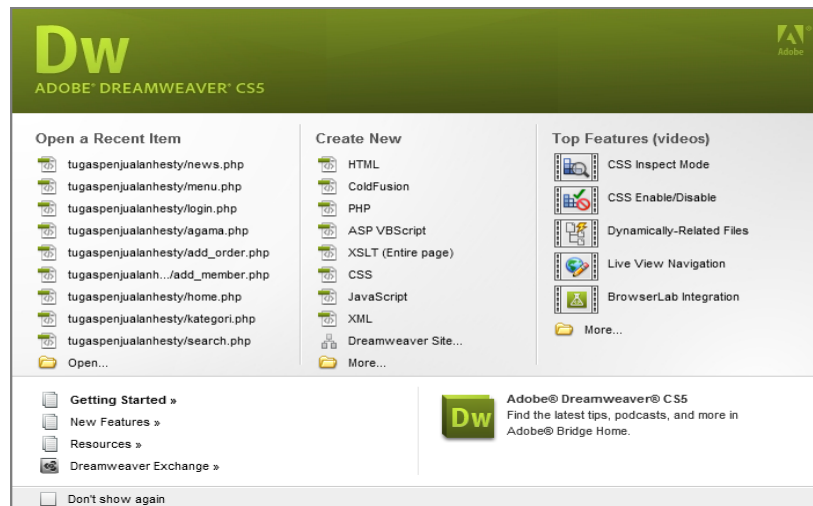 Dw
Adobe
ADOBE® DREAMWEAVER® CS5
Open a Recent Item
tugaspenjualanhesty/news.php
tugaspenjualanhesty/menu.php
tugaspenjualanhesty/login.php
tugaspenjualanhesty/agama.php
tugaspenjualanhesty/add_order.php
tugaspenjualanh.../add_member.php
tugaspenjualanhesty/home.php
tugaspenjualanhesty/kategori.php
tugaspenjualanhesty/search.php
Open...
Create New
HTML
ColdFusion
PHP
ASP VBScript
XSLT (Entire page)
CSS
JavaScript
XML
Dreamweaver Site...
More...
Top Features (videos)
CSS Inspect Mode
CSS Enable/Disable
Dynamically-Related Files
Live View Navigation
BrowserLab Integration
More...
Getting Started »
New Features »
Resources »
Dreamweaver Exchange »
Dw
Adobe® Dreamweaver® CS5
Find the latest tips, podcasts, and more in
Adobe® Bridge Home.
Don't show again